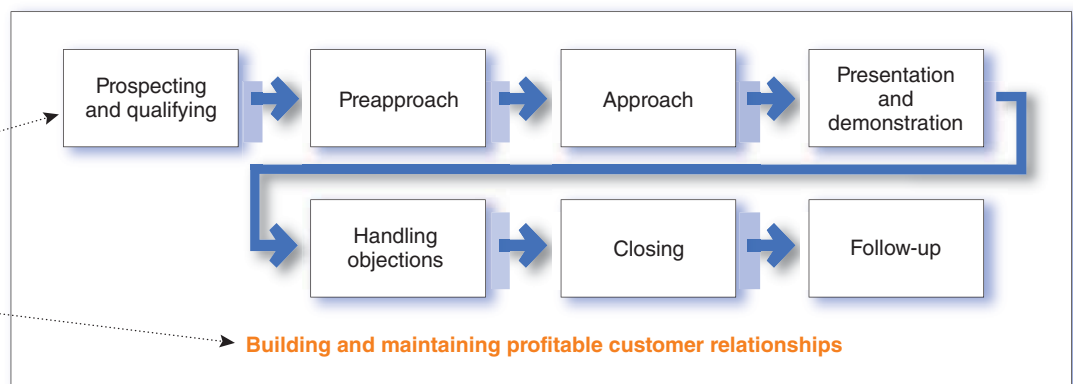 Prospecting
and qualifying
Preapproach
Approach
Presentation
and
demonstration
Handling
objections
Closing
Follow-up
Building and maintaining profitable customer relationships